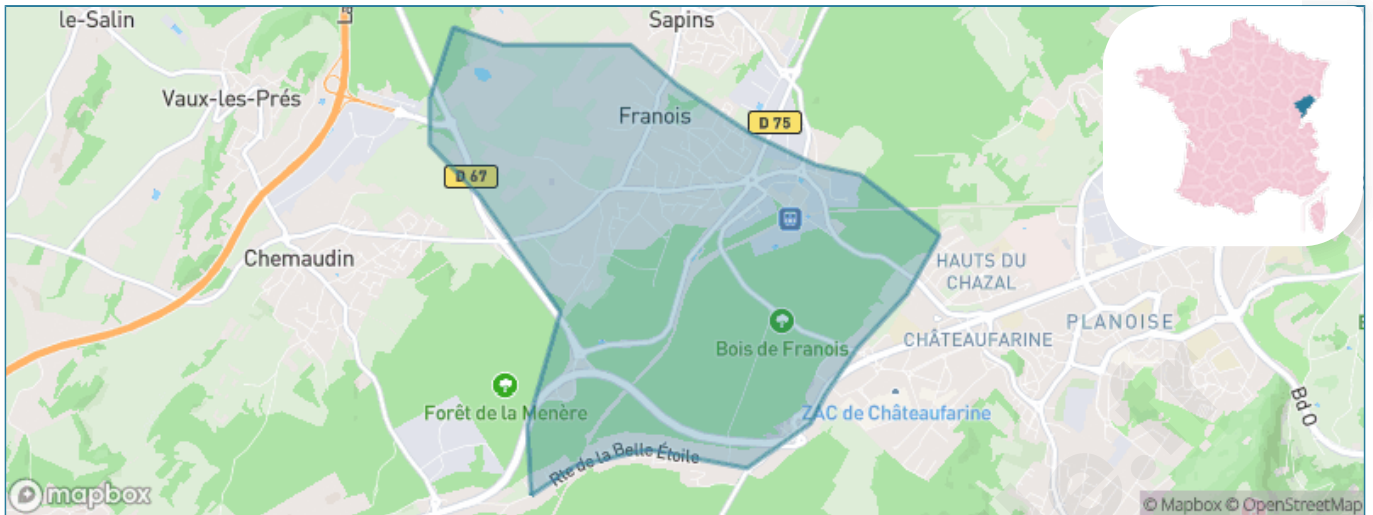 le-Salin
Sapins
Vaux-les-Prés
Franois
D 75
D 67
Chemaudin
HAUTS DU
CHAZAL
PLANOISE
CHÂTEAUFARINE
Bois de Franois
Forêt de la Menère
ZAC de Châteaufarine
Rte de la Belle Étoile
Bd O
mapbox
© Mapbox © OpenStreetMap